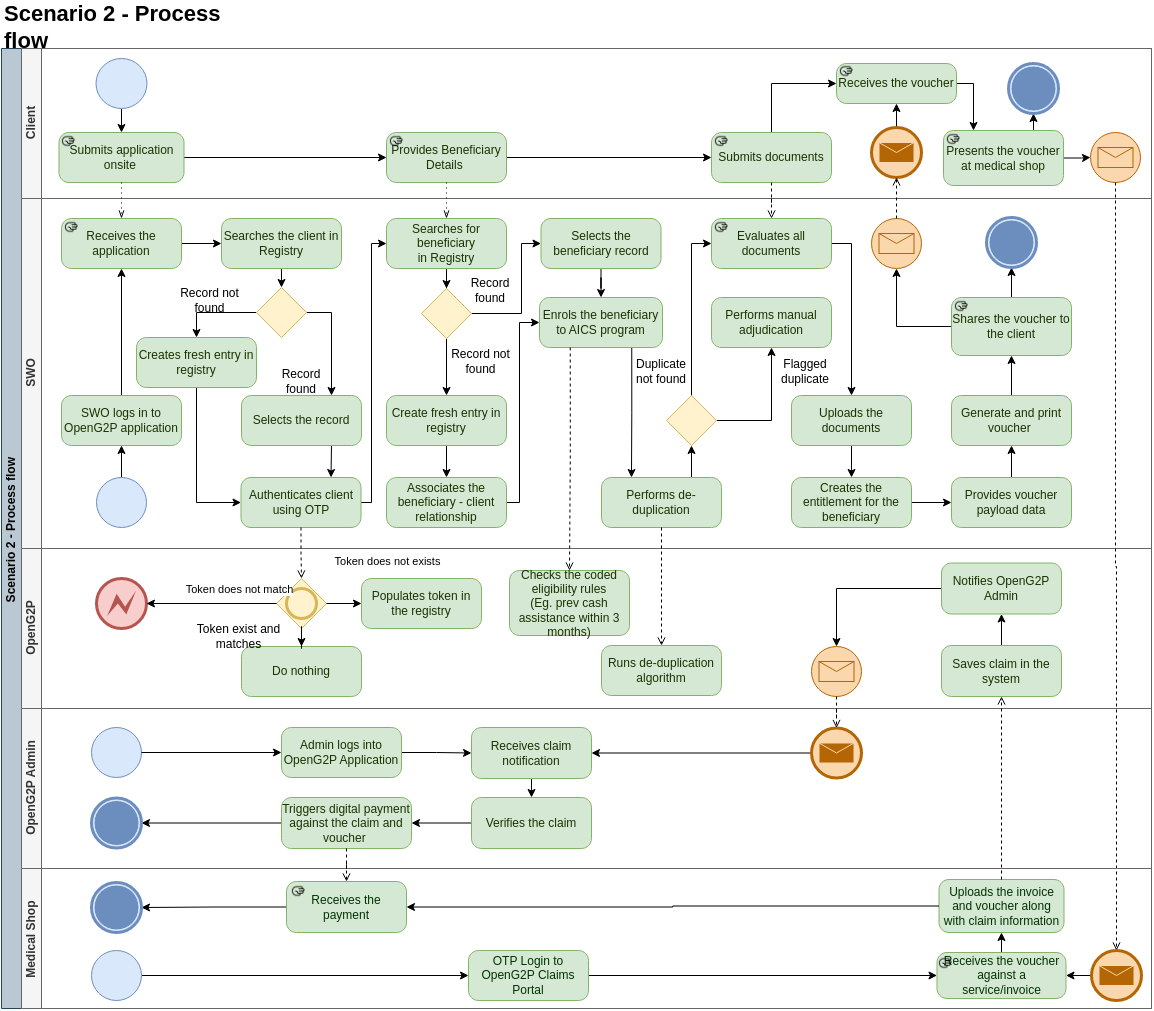 Scenario 2 - Process
flow
Scenario 2 - Process flow
Client
Submits application
onsite
Provides Beneficiary
Details
Submits documents
Receives the voucher
Presents the voucher
at medical shop
SWO
Receives the
application
Searches the client in
Registry
Record not
found
Creates fresh entry in
registry
Record
found
SWO logs in to
OpenG2P application
Selects the record
Authenticates client
using OTP
Searches for
beneficiary
in Registry
Record
found
Record not
found
Create fresh entry in
registry
Associates the
beneficiary - client
relationship
Selects the
beneficiary record
Enrols the beneficiary
to AICS program
Duplicate
not found
Performs de-
duplication
Evaluates all
documents
Performs manual
adjudication
Flagged
duplicate
Uploads the
documents
Creates the
entitlement for the
beneficiary
Shares the voucher to
the client
Generate and print
voucher
Provides voucher
payload data
OpenG2P
Token does not match
Token does not exists
Populates token in
the registry
Token exist and
matches
Do nothing
Checks the coded
eligibility rules
(Eg. prev cash
assistance within 3
months)
Runs de-duplication
algorithm
Notifies OpenG2P
Admin
Saves claim in the
system
OpenG2P Admin
Admin logs into
OpenG2P Application
Receives claim
notification
Triggers digital payment
against the claim and
voucher
Verifies the claim
Medical Shop
Receives the
payment
Uploads the invoice
and voucher along
with claim information
OTP Login to
OpenG2P Claims
Portal
Receives the voucher
against a
service/invoice